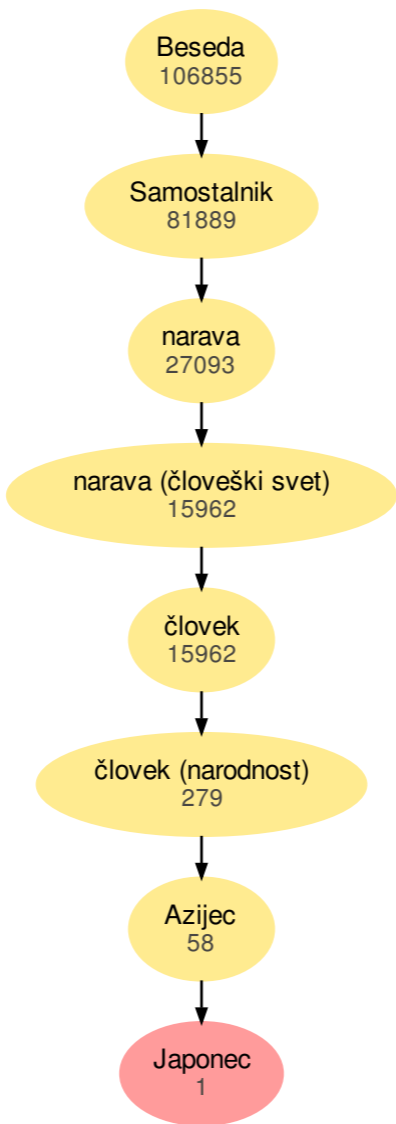 Beseda
106855
Samostalnik
81889
narava
27093
narava (človeški svet)
15962
človek
15962
človek (narodnost)
279
Azijec
58
Japonec
1